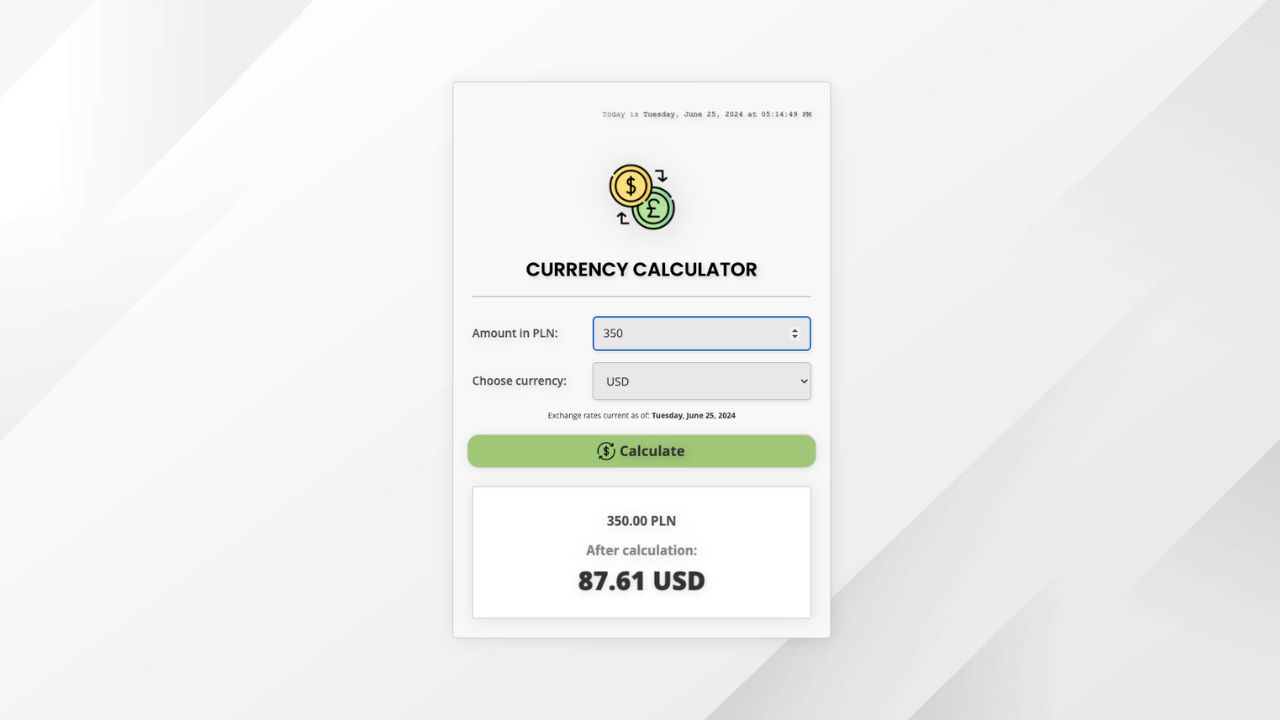 Today is Tuesday, June 25, 2024 at 05:14:49 PM
$
£
CURRENCY CALCULATOR
Amount in PLN: 350
Choose currency: USD
Exchange rates current as of: Tuesday, June 25, 2024
$ Calculate
350.00 PLN
After calculation:
87.61 USD